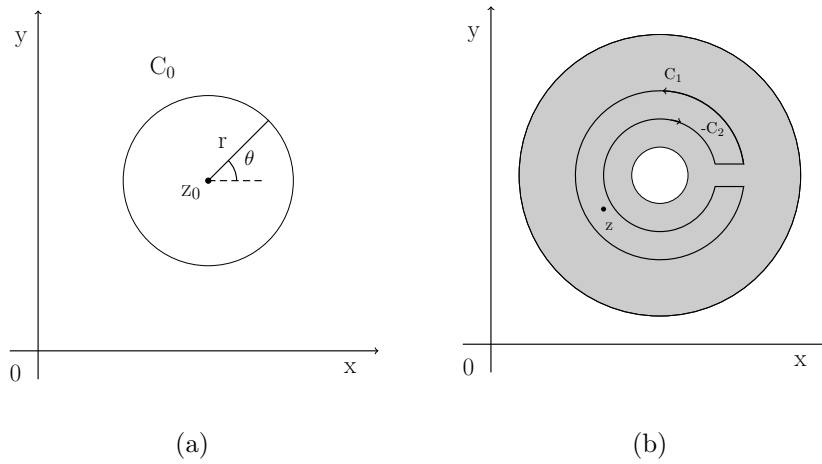 y
C₀
r
θ
z₀
0
x
(a)
y
C₁
-C₂
z
0
x
(b)